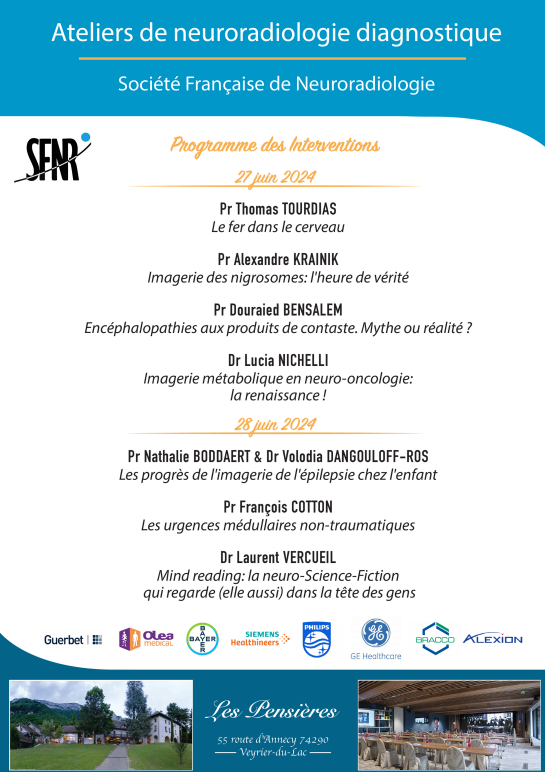 Ateliers de neuroradiologie diagnostique
Société Française de Neuroradiologie
SFNR
Programme des Interventions
27 juin 2024
Pr Thomas TOURDIAS
Le fer dans le cerveau
Pr Alexandre KRAINIK
Imagerie des nigrosomes: l'heure de vérité
Pr Douraied BENSALEM
Encéphalopathies aux produits de contaste. Mythe ou réalité ?
Dr Lucia NICHELLI
Imagerie métabolique en neuro-oncologie:
la renaissance !
28 juin 2024
Pr Nathalie BODDAERT & Dr Volodia DANGOULOFF-ROS
Les progrès de l'imagerie de l'épilepsie chez l'enfant
Pr François COTTON
Les urgences médullaires non-traumatiques
Dr Laurent VERCUEIL
Mind reading: la neuro-Science-Fiction
qui regarde (elle aussi) dans la tête des gens
Guerbet
Olea
MEDICAL
BAYER
BAYER
SIEMENS
Healthineers
PHILIPS
GE
GE Healthcare
BRACCO
ALEXION
Les Pensières
55 route d'Annecy 74290
Veyrier-du-Lac